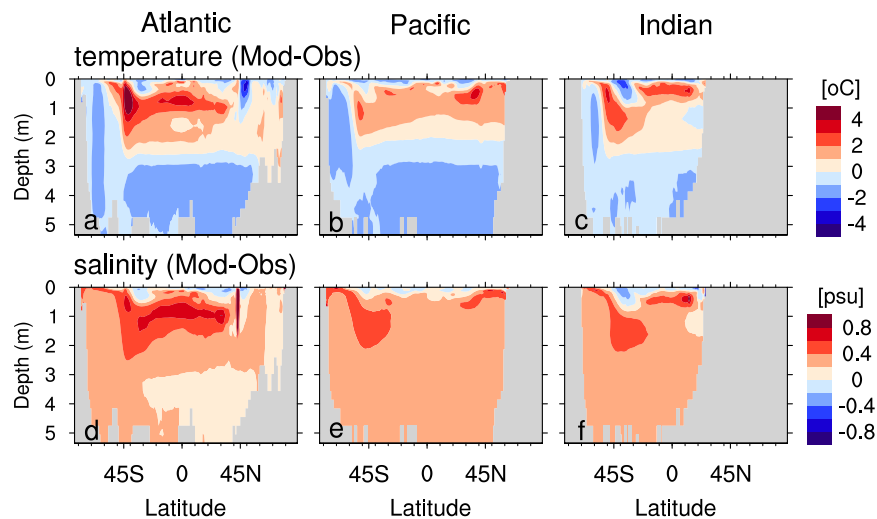 Atlantic Pacific Indian
temperature (Mod-Obs)
0 [oC]
1 4
Depth (m) 2 2
3 0
4 -2
5 a b c -4
salinity (Mod-Obs)
0 [psu]
1 0.8
Depth (m) 2 0.4
3 0
4 -0.4
5 d e f -0.8
45S 0 45N 45S 0 45N 45S 0 45N
Latitude Latitude Latitude